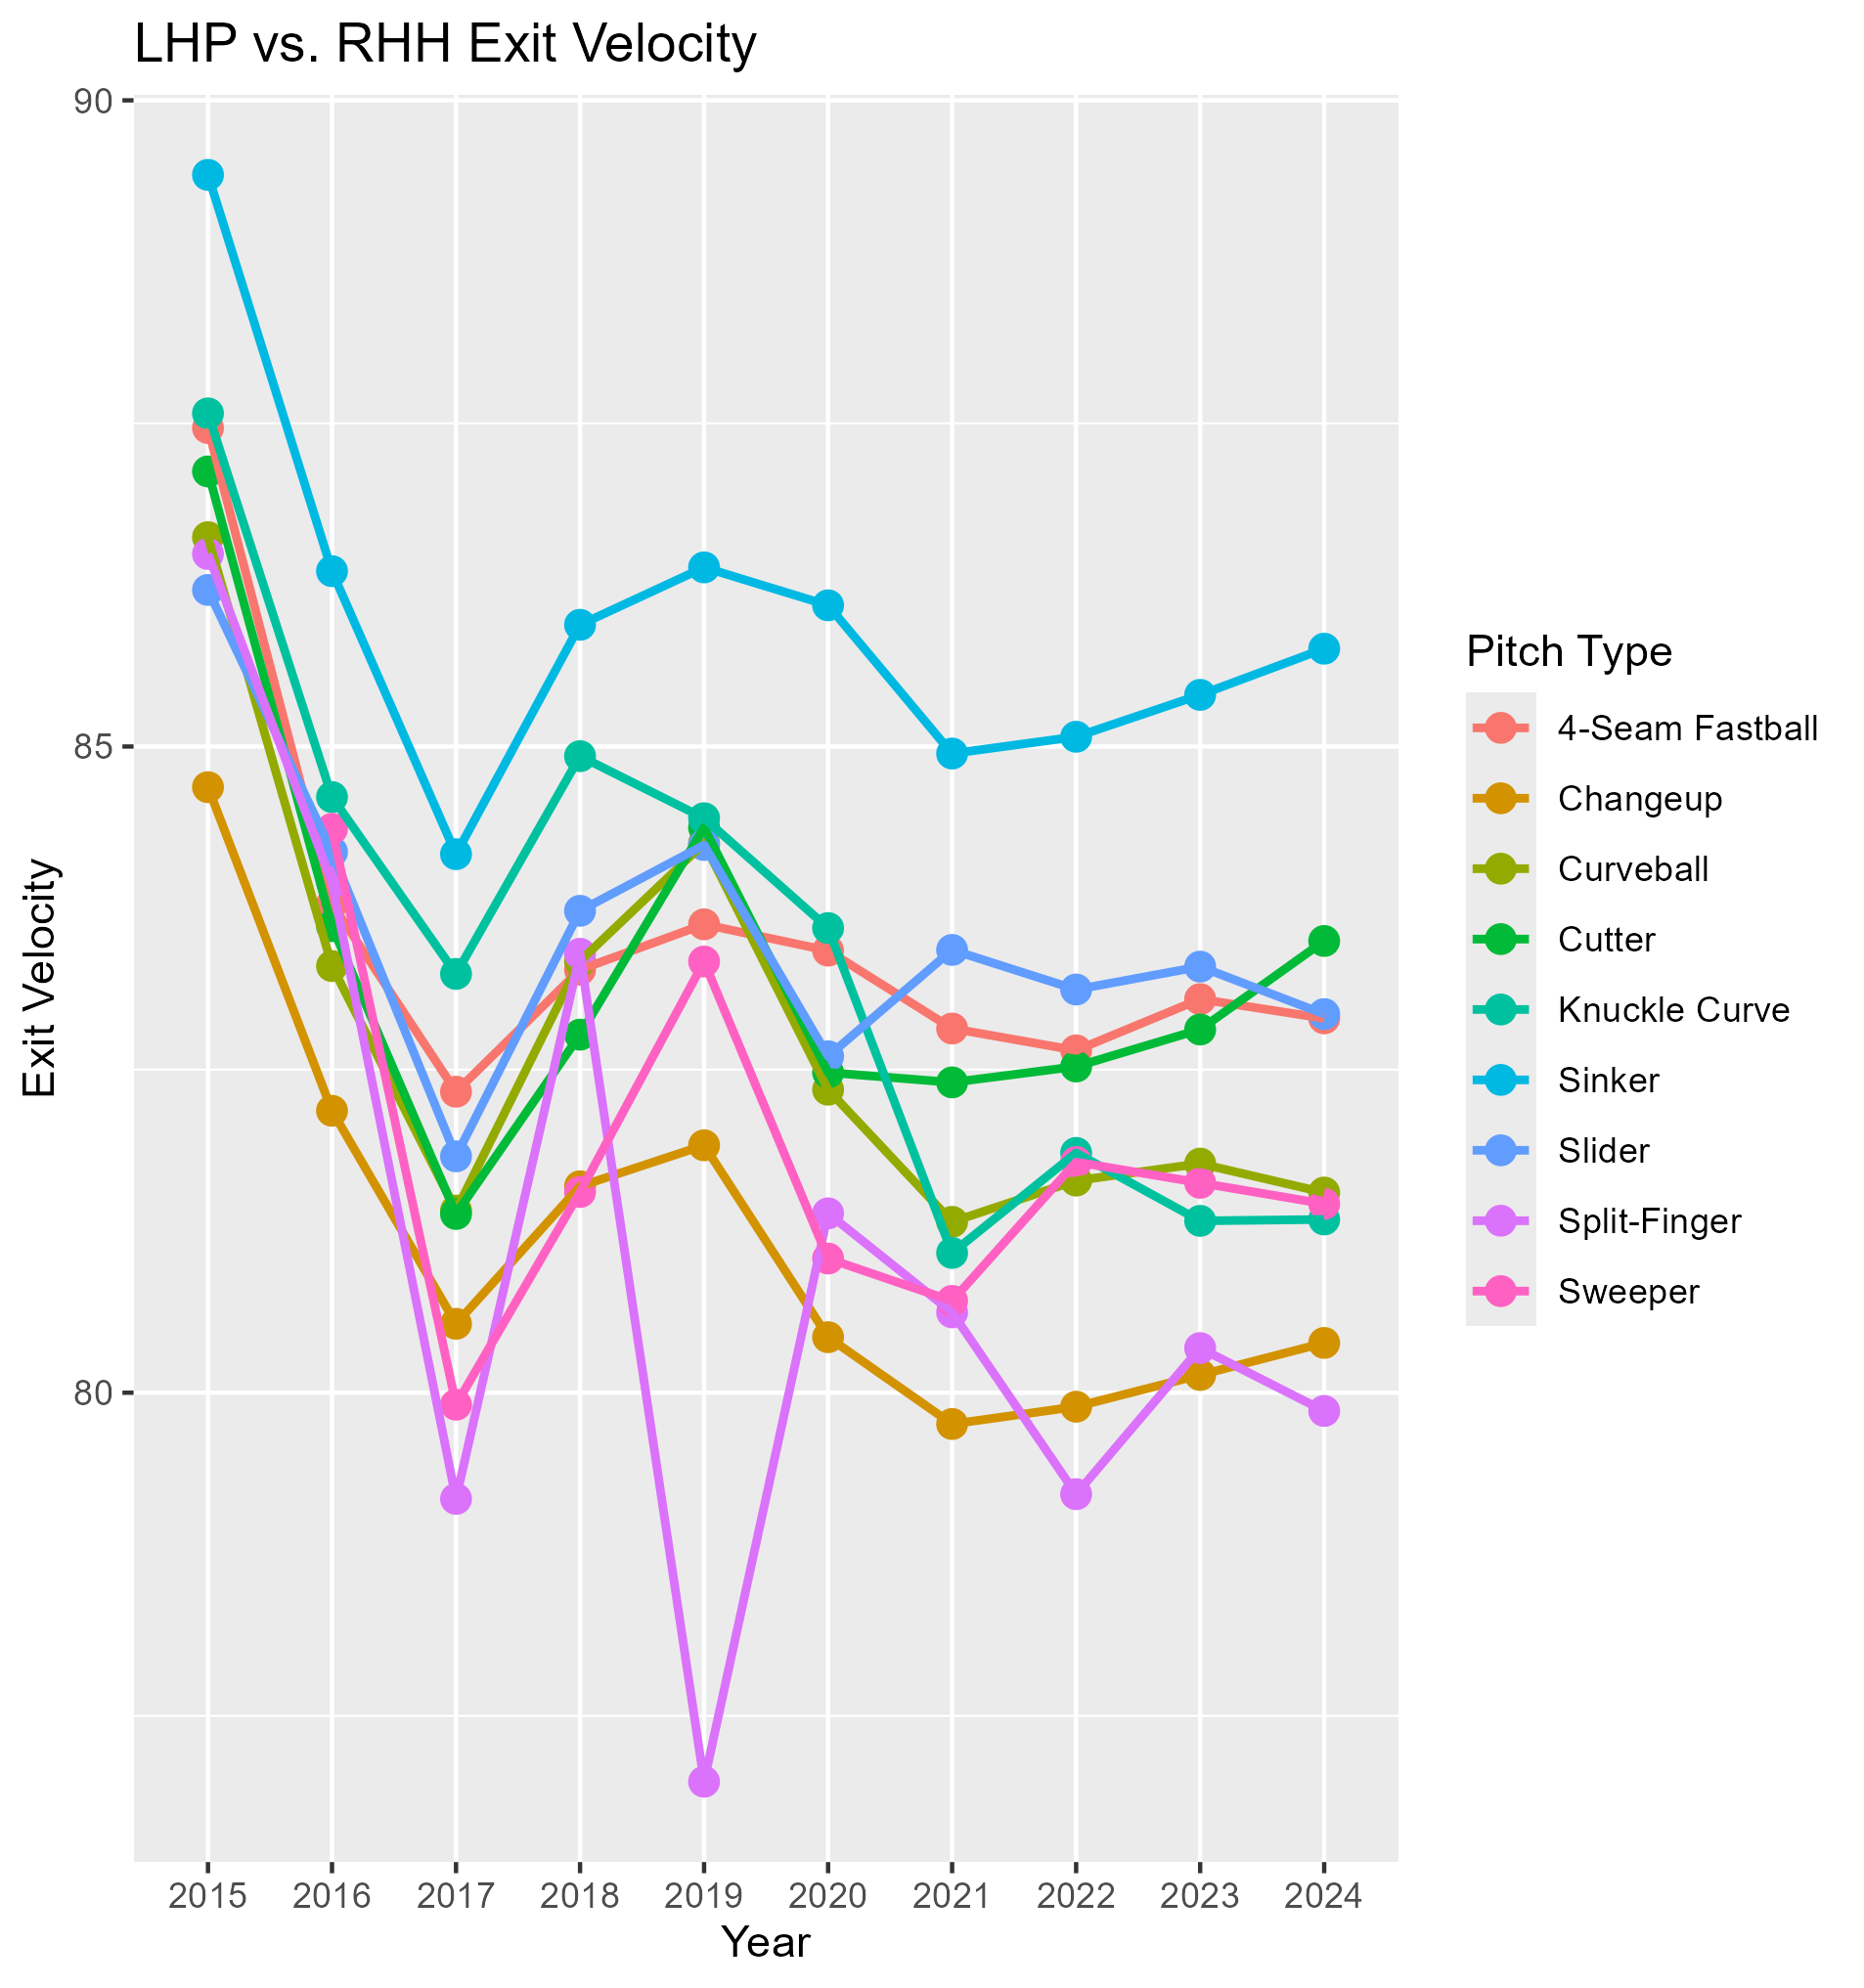 LHP vs. RHH Exit Velocity
90
85
80
Exit Velocity
2015 2016 2017 2018 2019 2020 2021 2022 2023 2024
Year
Pitch Type
4-Seam Fastball
Changeup
Curveball
Cutter
Knuckle Curve
Sinker
Slider
Split-Finger
Sweeper